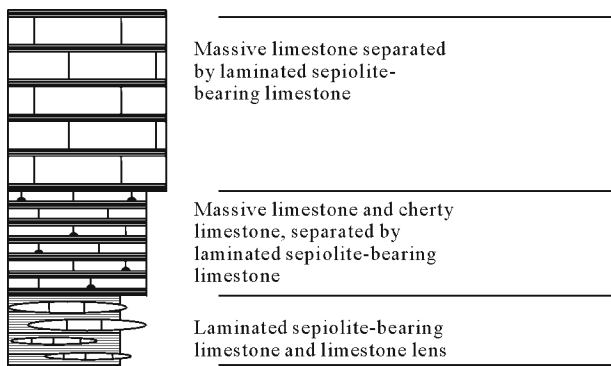 Massive limestone separated
by laminated sepiolite-
bearing limestone
Massive limestone and cherty
limestone, separated by
laminated sepiolite-bearing
limestone
Laminated sepiolite-bearing
limestone and limestone lens